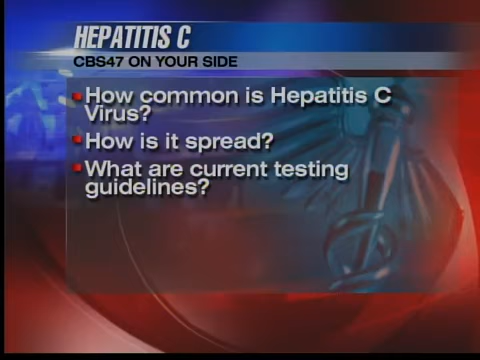 HEPATITIS C
CBS47 ON YOUR SIDE
How common is Hepatitis C
Virus?
How is it spread?
What are current testing
guidelines?